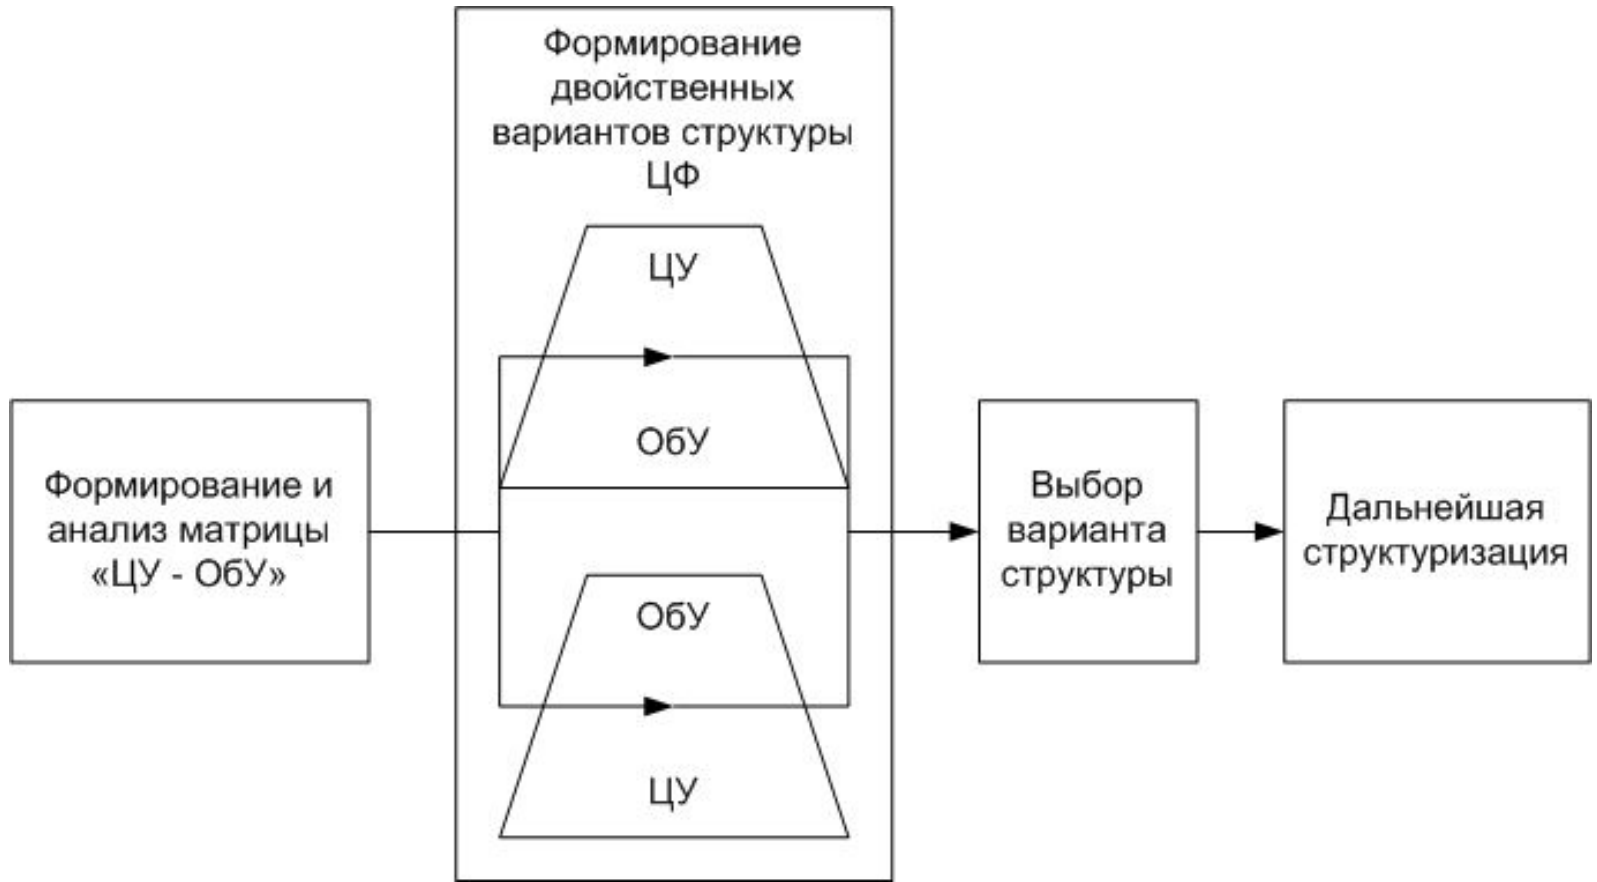 Формирование и
анализ матрицы
«ЦУ - ОбУ»
Формирование
двойственных
вариантов структуры
ЦФ
ЦУ
ОбУ
ОбУ
ЦУ
Выбор
варианта
структуры
Дальнейшая
структуризация